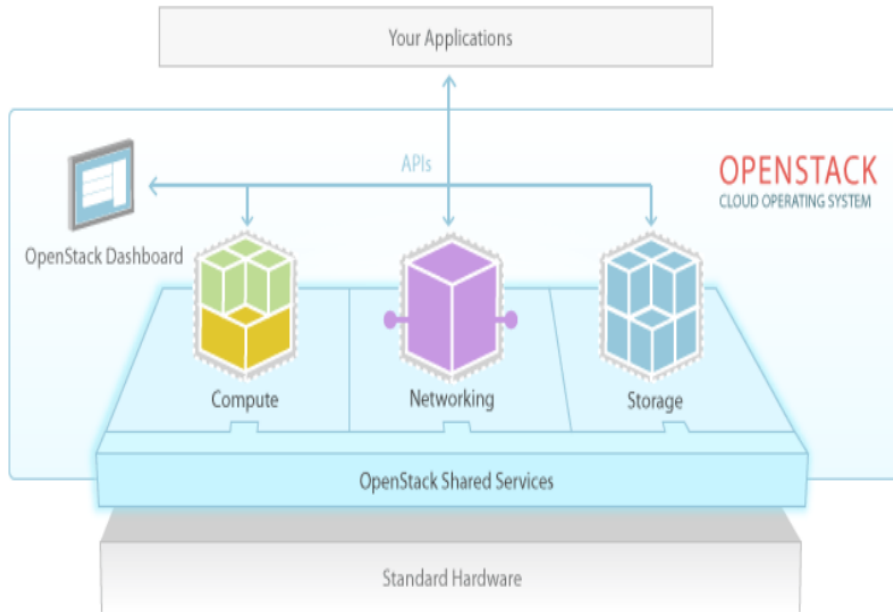 Your Applications
APIs
OPENSTACK
CLOUD OPERATING SYSTEM
OpenStack Dashboard
Compute
Networking
Storage
OpenStack Shared Services
Standard Hardware